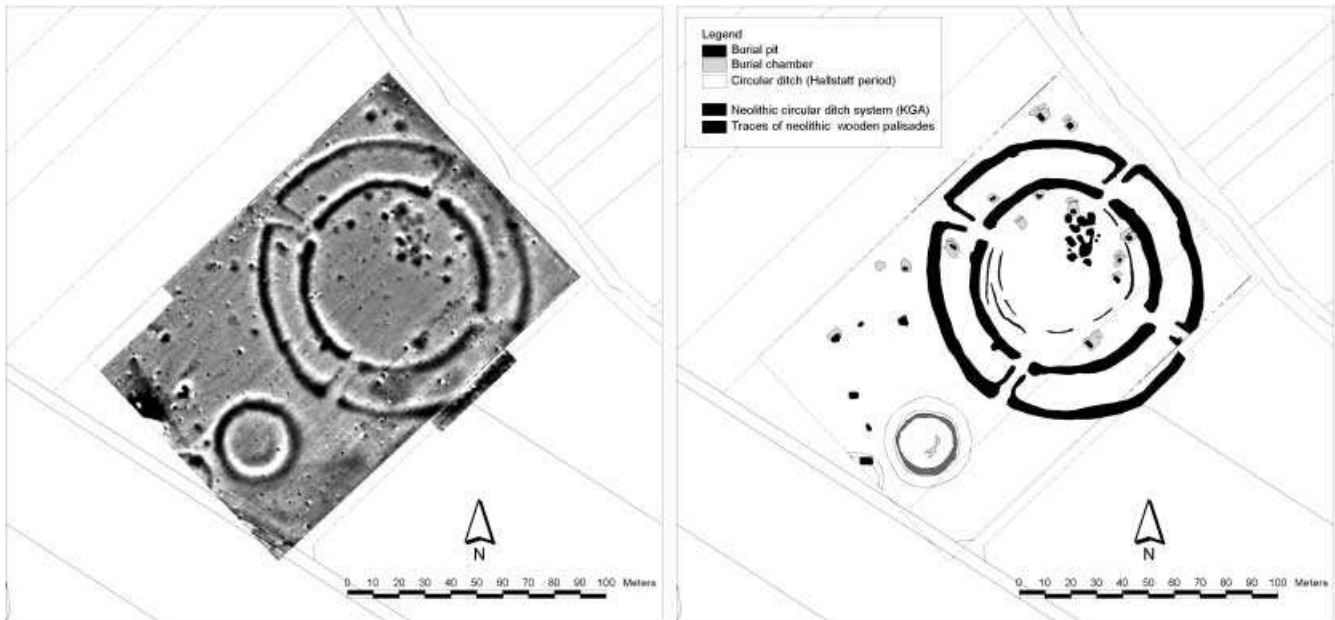 Legend
Burial pit
Burial chamber
Circular ditch (Hallstatt period)
Neolithic circular ditch system (KGA)
Traces of neolithic wooden palisades
N
0 10 20 30 40 50 60 70 80 90 100 Meters
N
0 10 20 30 40 50 60 70 80 90 100 Meters